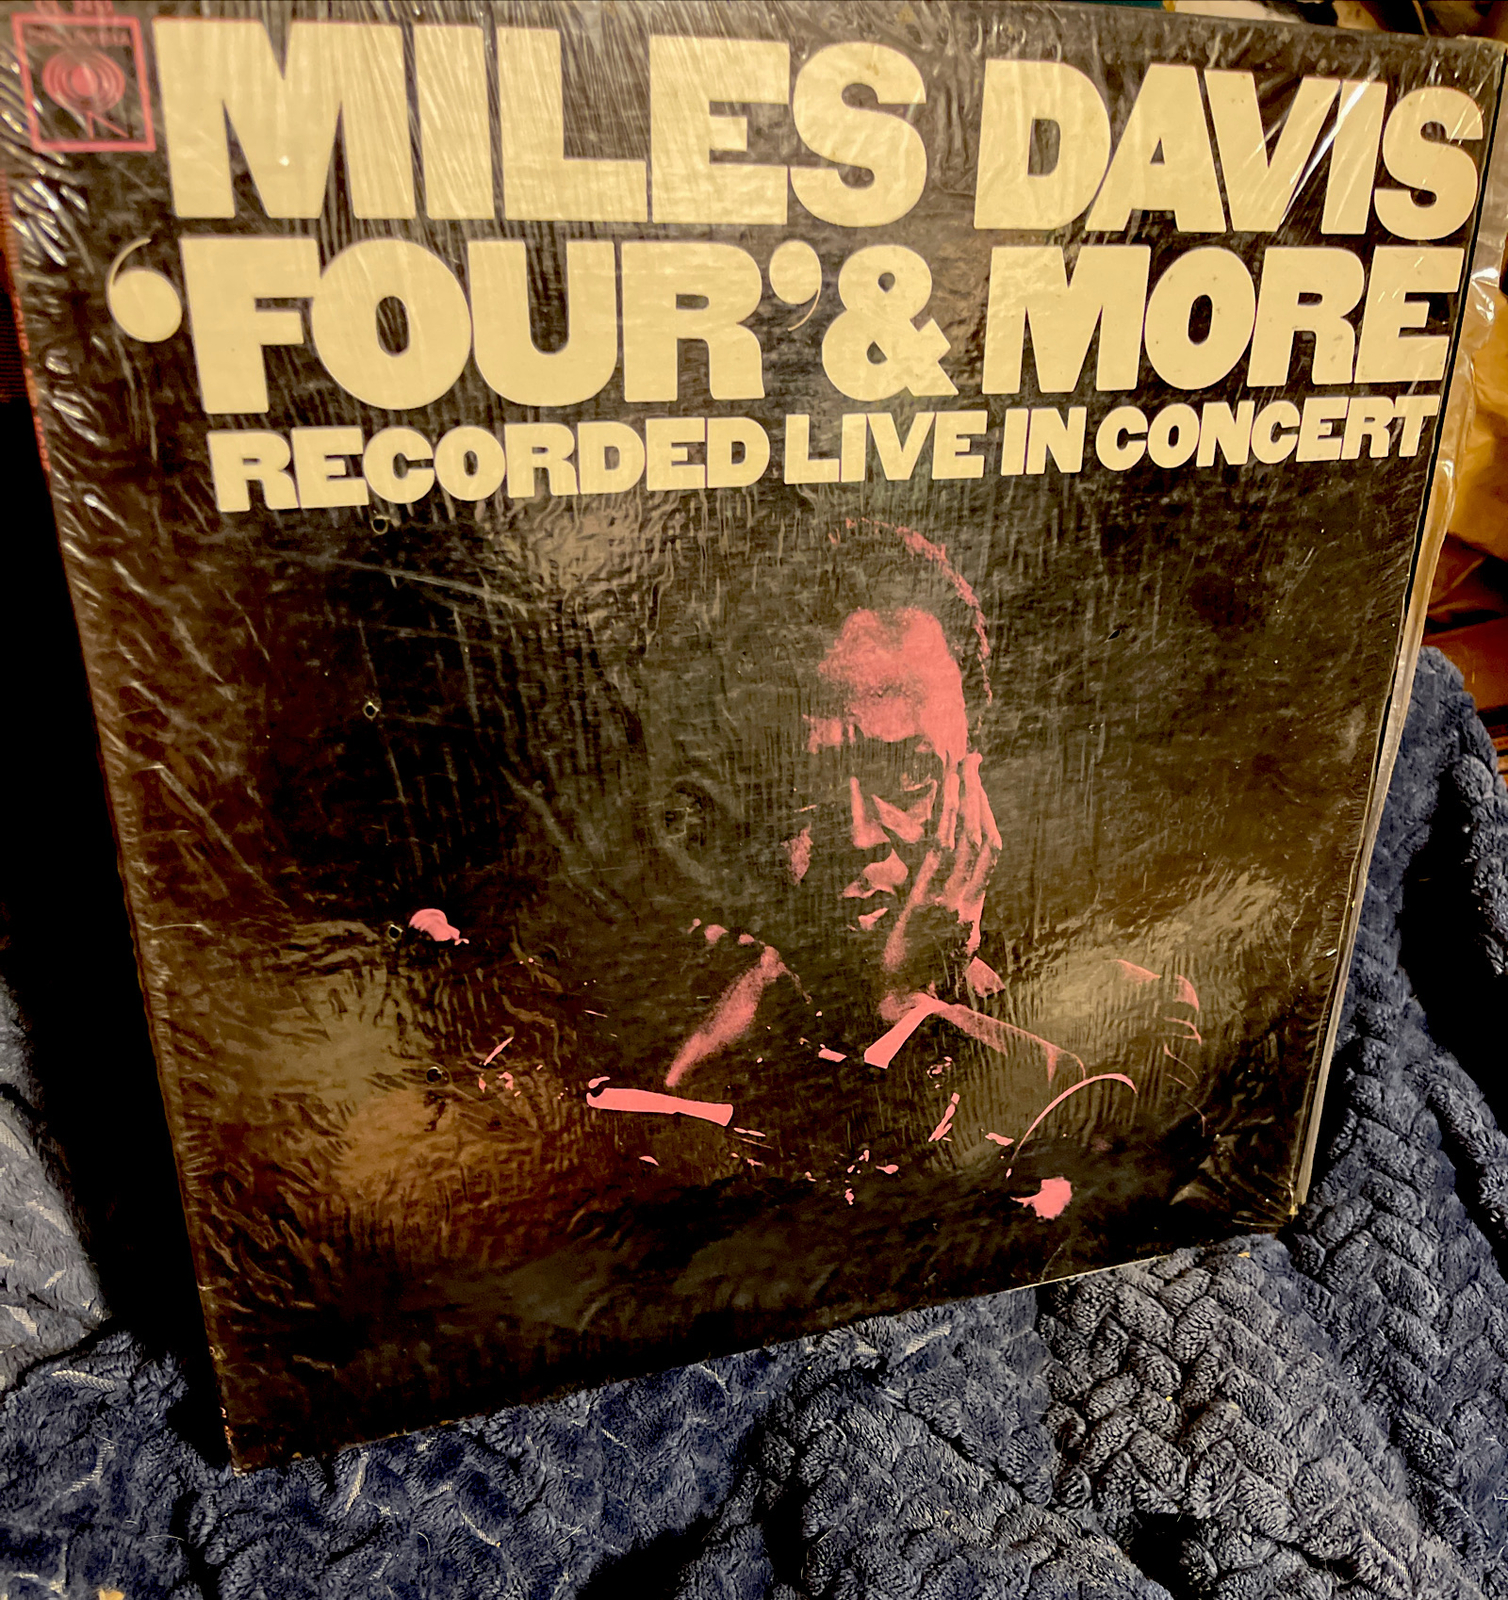 MILES DAVIS
‘FOUR’ & MORE
RECORDED LIVE IN CONCERT